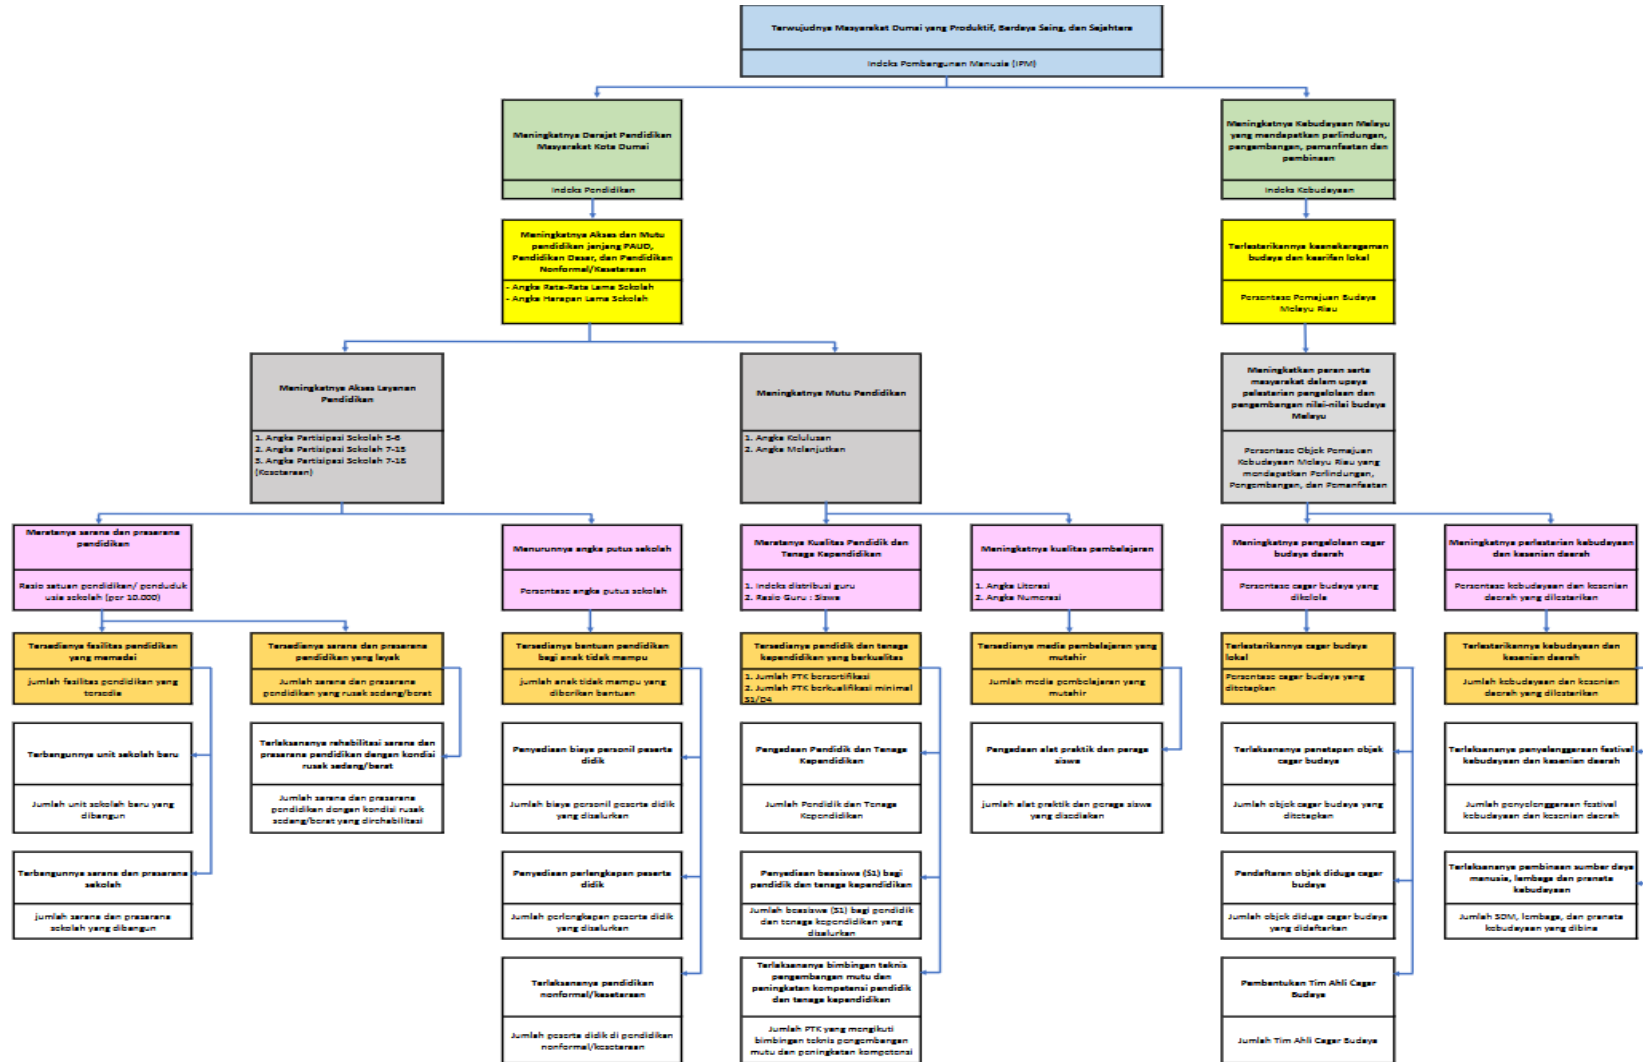 Terwujudnya Masyarakat Dumai yang Produktif, Berdaya Saing, dan Sejahtera
Indeks Pembangunan Manusia (IPM)
Meningkatnya Derajat Pendidikan
Masyarakat Kota Dumai
Indeks Pendidikan
Meningkatnya Kebudayaan Melayu
yang mendapatkan perlindungan,
pengembangan, pemanfaatan dan
pembinaan
Indeks Kebudayaan
Meningkatnya Akses dan Mutu
pendidikan jenjang PAUD,
Pendidikan Dasar, dan Pendidikan
Nonformal/Kesetaraan
- Angka Rata-Rata Lama Sekolah
- Angka Harapan Lama Sekolah
Terlestarikannya keanekaragaman
budaya dan kearifan lokal
Persentase Pemajuan Budaya
Melayu Riau
Meningkatnya Akses Layanan
Pendidikan
1. Angka Partisipasi Sekolah 5-6
2. Angka Partisipasi Sekolah 7-15
3. Angka Partisipasi Sekolah 7-18
(Kesetaraan)
Meningkatnya Mutu Pendidikan
1. Angka Kelulusan
2. Angka Melanjutkan
Meningkatkan peran serta
masyarakat dalam upaya
pelestarian pengelolaan dan
pengembangan nilai-nilai budaya
Melayu
Persentase Objek Pemajuan
Kebudayaan Melayu Riau yang
mendapatkan Perlindungan,
Pengembangan, dan Pemanfaatan
Meratanya sarana dan prasarana
pendidikan
Rasio satuan pendidikan/ penduduk
usia sekolah (per 10.000)
Menurunnya angka putus sekolah
Persentase angka putus sekolah
Meratanya Kualitas Pendidik dan
Tenaga Kependidikan
1. Indeks distribusi guru
2. Rasio Guru : Siswa
Meningkatnya kualitas pembelajaran
1. Angka Literasi
2. Angka Numerasi
Meningkatnya pengelolaan cagar
budaya daerah
Persentase cagar budaya yang
dikelola
Meningkatnya perlestarian kebudayaan
dan kesenian daerah
Persentase kebudayaan dan kesenian
daerah yang dilestarikan
Tersedianya fasilitas pendidikan
yang memadai
jumlah fasilitas pendidikan yang
tersedia
Tersedianya sarana dan prasarana
pendidikan yang layak
Jumlah sarana dan prasarana
pendidikan yang rusak sedang/berat
Tersedianya bantuan pendidikan
bagi anak tidak mampu
jumlah anak tidak mampu yang
diberikan bantuan
Tersedianya pendidik dan tenaga
kependidikan yang berkualitas
1. Jumlah PTK bersertifikasi
2. Jumlah PTK berkualifikasi minimal
S1/D4
Tersedianya media pembelajaran yang
mutahir
Jumlah media pembelajaran yang
mutahir
Terlestarikannya cagar budaya
lokal
Persentase cagar budaya yang
ditetapkan
Terlestarikannya kebudayaan dan
kesenian daerah
Jumlah kebudayaan dan kesenian
daerah yang dilestarikan
Terbangunnya unit sekolah baru
Jumlah unit sekolah baru yang
dibangun
Terlaksananya rehabilitasi sarana dan
prasarana pendidikan dengan kondisi
rusak sedang/berat
Jumlah sarana dan prasarana
pendidikan dengan kondisi rusak
sedang/berat yang direhabilitasi
Penyediaan biaya personil peserta
didik
Jumlah biaya personil peserta didik
yang disalurkan
Pengadaan Pendidik dan Tenaga
Kependidikan
Jumlah Pendidik dan Tenaga
Kependidikan
Pengadaan alat praktik dan peraga
siswa
jumlah alat praktik dan peraga siswa
yang disediakan
Terlaksananya penetapan objek
cagar budaya
Jumlah objek cagar budaya yang
ditetapkan
Terlaksananya penyelenggaraan festival
kebudayaan dan kesenian daerah
Jumlah penyelenggaraan festival
kebudayaan dan kesenian daerah
Terbangunnya sarana dan prasarana
sekolah
jumlah sarana dan prasarana
sekolah yang dibangun
Penyediaan perlengkapan peserta
didik
Jumlah perlengkapan peserta didik
yang disalurkan
Penyediaan beasiswa (S1) bagi
pendidik dan tenaga kependidikan
Jumlah beasiswa (S1) bagi pendidik
dan tenaga kependidikan yang
disalurkan
Pendaftaran objek diduga cagar
budaya
Jumlah objek diduga cagar budaya
yang didaftarkan
Terlaksananya pembinaan sumber daya
manusia, lembaga dan pranata
kebudayaan
Jumlah SDM, lembaga, dan pranata
kebudayaan yang dibina
Terlaksananya pendidikan
nonformal/kesetaraan
Jumlah peserta didik di pendidikan
nonformal/kesetaraan
Terlaksananya bimbingan teknis
pengembangan mutu dan
peningkatan kompetensi pendidik
dan tenaga kependidikan
Jumlah PTK yang mengikuti
bimbingan teknis pengembangan
mutu dan peningkatan kompetensi
Pembentukan Tim Ahli Cagar
Budaya
Jumlah Tim Ahli Cagar Budaya